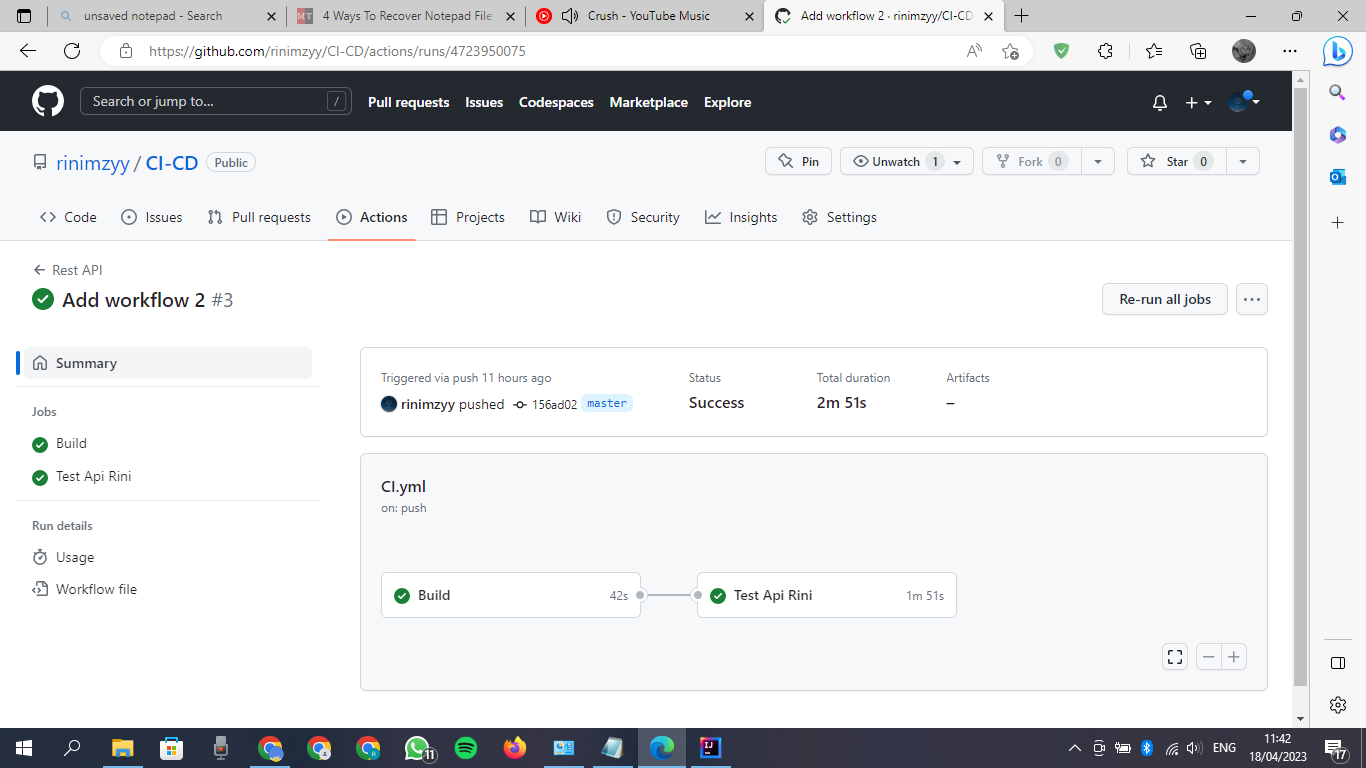 unsaved notepad - Search
4 Ways To Recover Notepad File
Crush - YouTube Music
Add workflow 2 · rinimzyy/CI-CD
https://github.com/rinimzyy/CI-CD/actions/runs/4723950075
Search or jump to... /
Pull requests Issues Codespaces Marketplace Explore
rinimzyy / CI-CD Public
Pin Unwatch 1 Fork 0 Star 0
Code Issues Pull requests Actions Projects Wiki Security Insights Settings
Rest API
Add workflow 2 #3
Re-run all jobs
Summary
Jobs
Build
Test Api Rini
Run details
Usage
Workflow file
Triggered via push 11 hours ago
rinimzyy pushed 156ad02 master
Status
Success
Total duration
2m 51s
Artifacts
–
CI.yml
on: push
Build 42s
Test Api Rini 1m 51s
11
ENG
11:42
18/04/2023
17